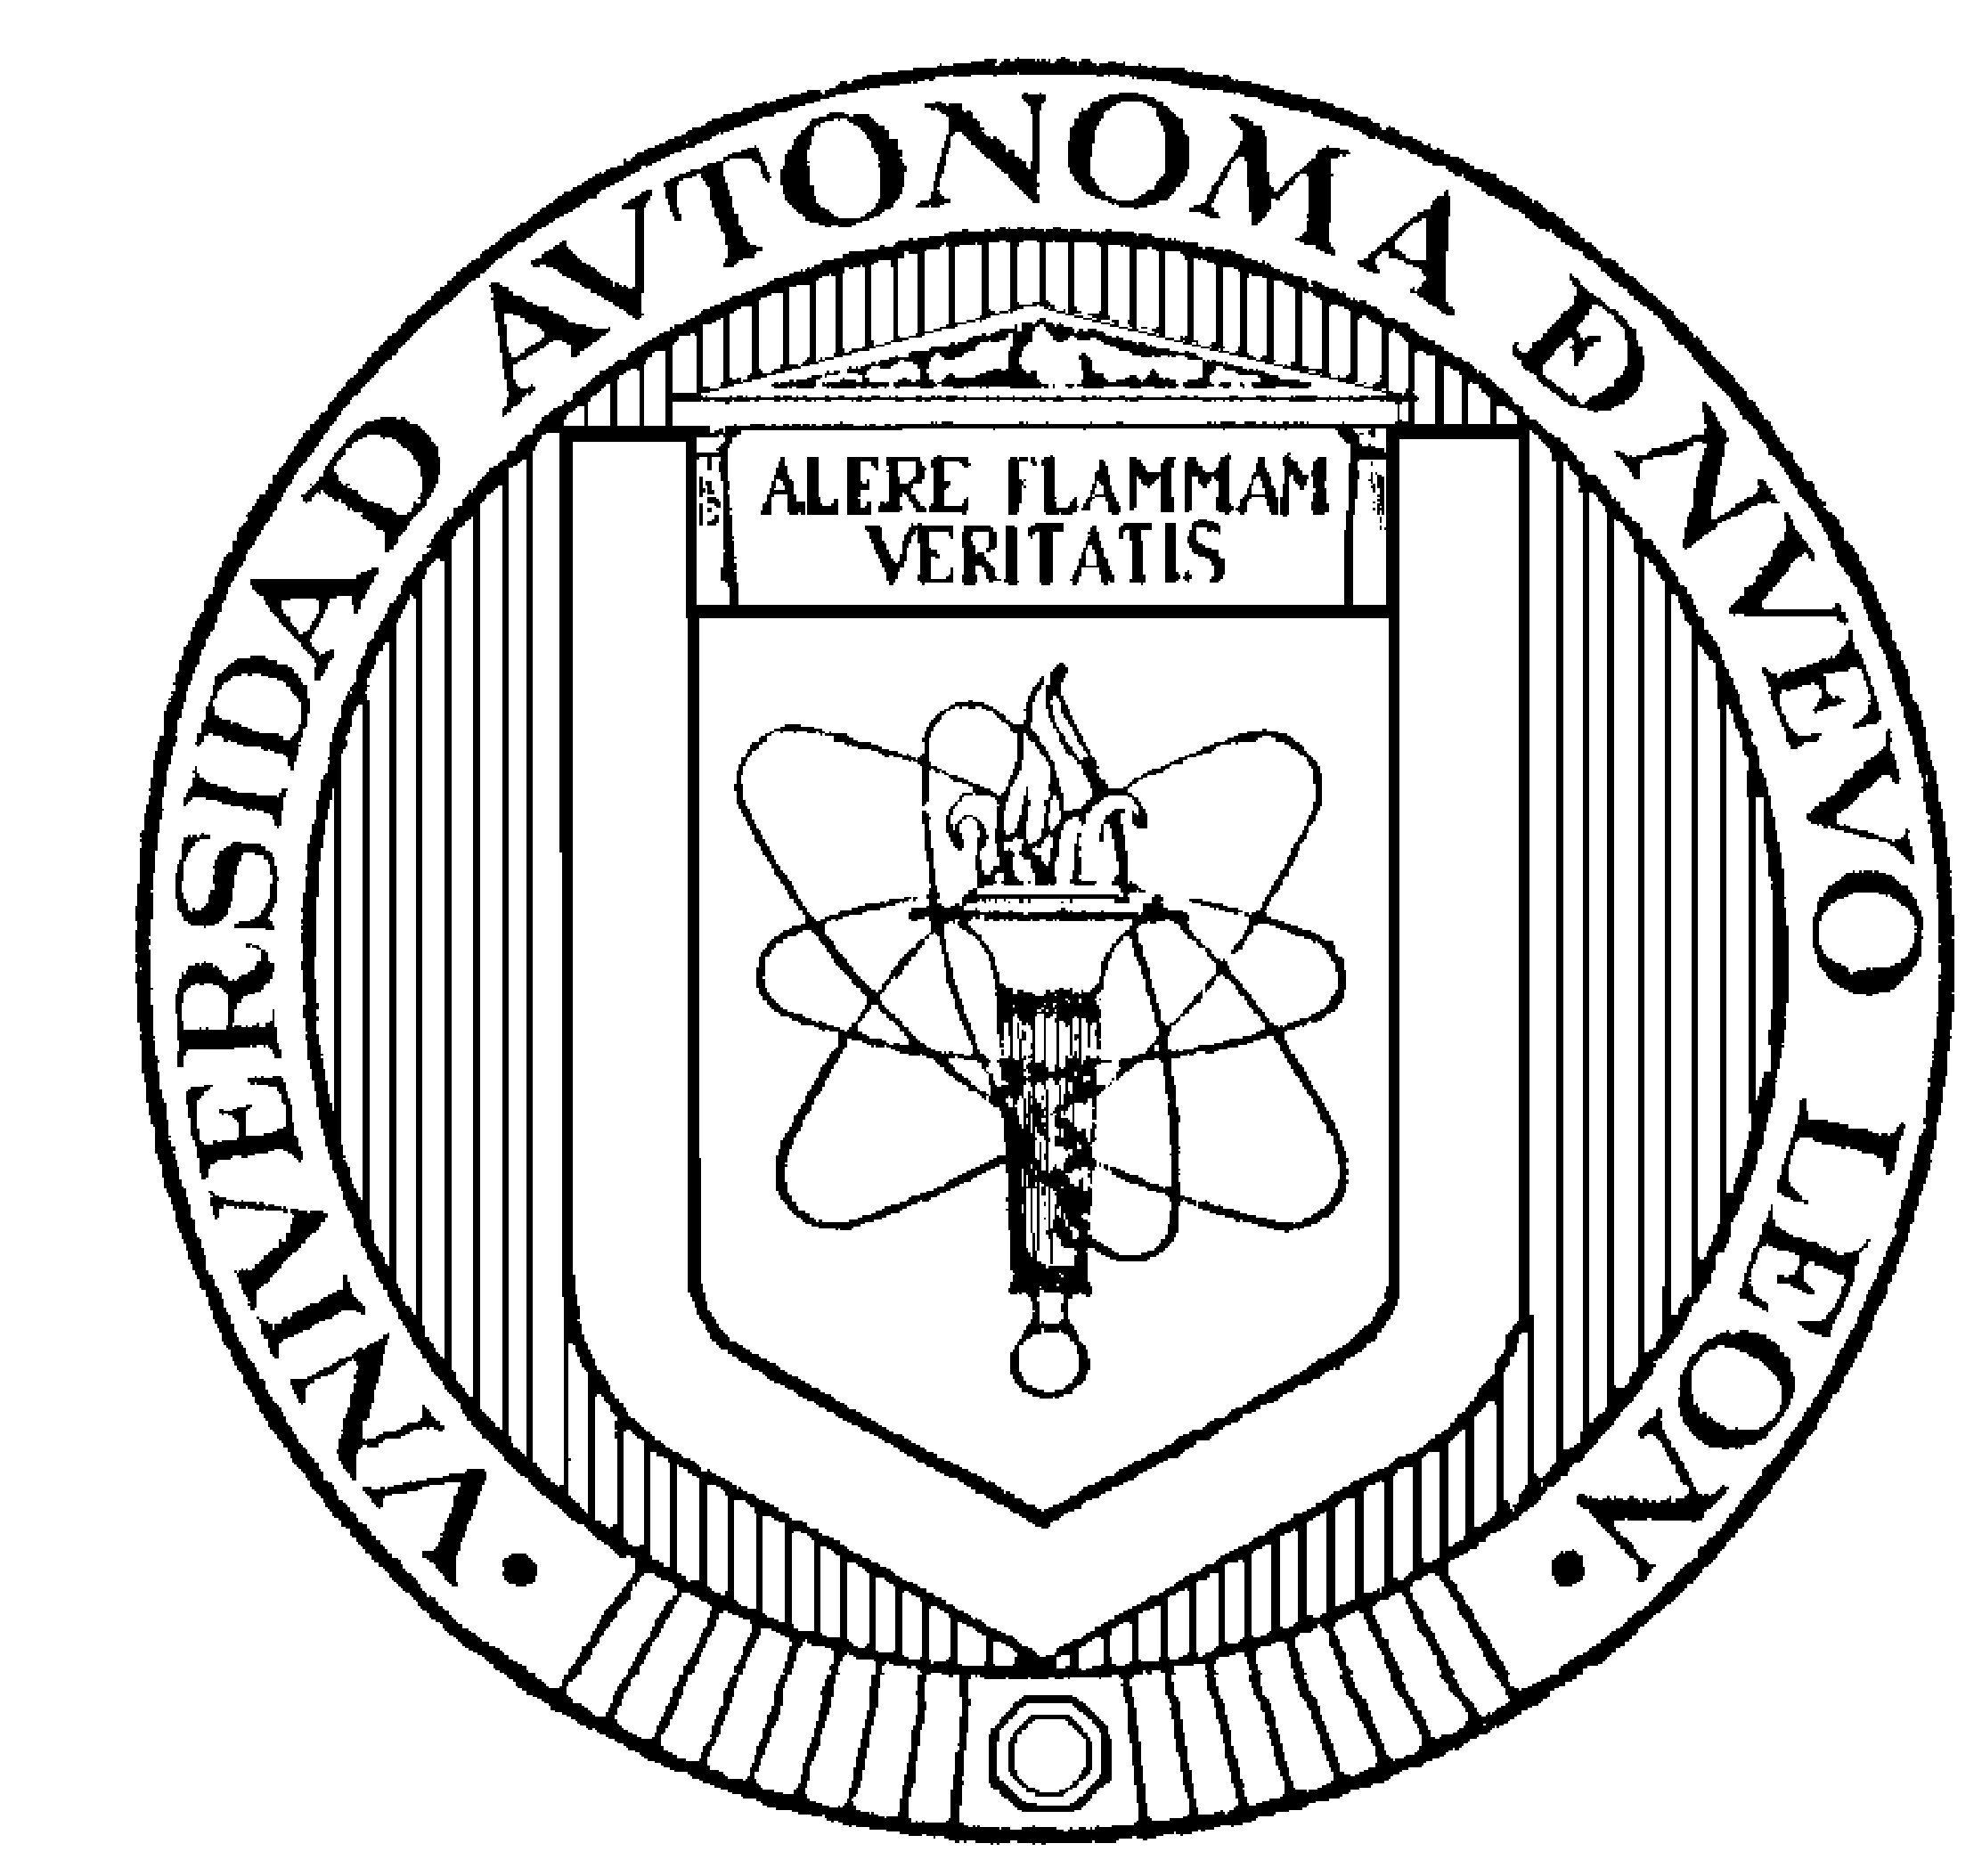 VNIVERSIDAD AVTONOMA DE NVEVO LEON
ALERE FLAMMAM
VERITATIS